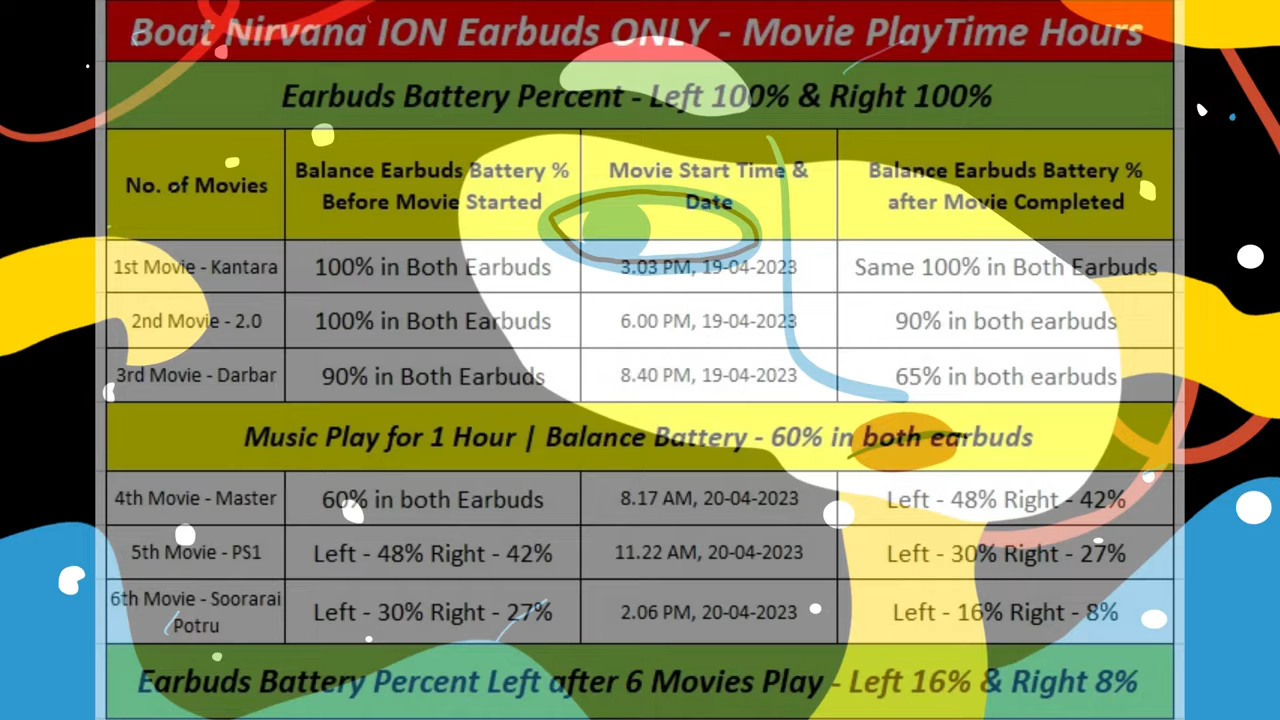 Boat Nirvana ION Earbuds ONLY - Movie PlayTime Hours
Earbuds Battery Percent - Left 100% & Right 100%
No. of Movies
Balance Earbuds Battery %
Before Movie Started
Movie Start Time &
Date
Balance Earbuds Battery %
after Movie Completed
1st Movie - Kantara
100% in Both Earbuds
3.03 PM, 19-04-2023
Same 100% in Both Earbuds
2nd Movie - 2.0
100% in Both Earbuds
6.00 PM, 19-04-2023
90% in both earbuds
3rd Movie - Darbar
90% in Both Earbuds
8.40 PM, 19-04-2023
65% in both earbuds
Music Play for 1 Hour | Balance Battery - 60% in both earbuds
4th Movie - Master
60% in both Earbuds
8.17 AM, 20-04-2023
Left - 48% Right - 42%
5th Movie - PS1
Left - 48% Right - 42%
11.22 AM, 20-04-2023
Left - 30% Right - 27%
6th Movie - Soorarai
Potru
Left - 30% Right - 27%
2.06 PM, 20-04-2023
Left - 16% Right - 8%
Earbuds Battery Percent Left after 6 Movies Play - Left 16% & Right 8%